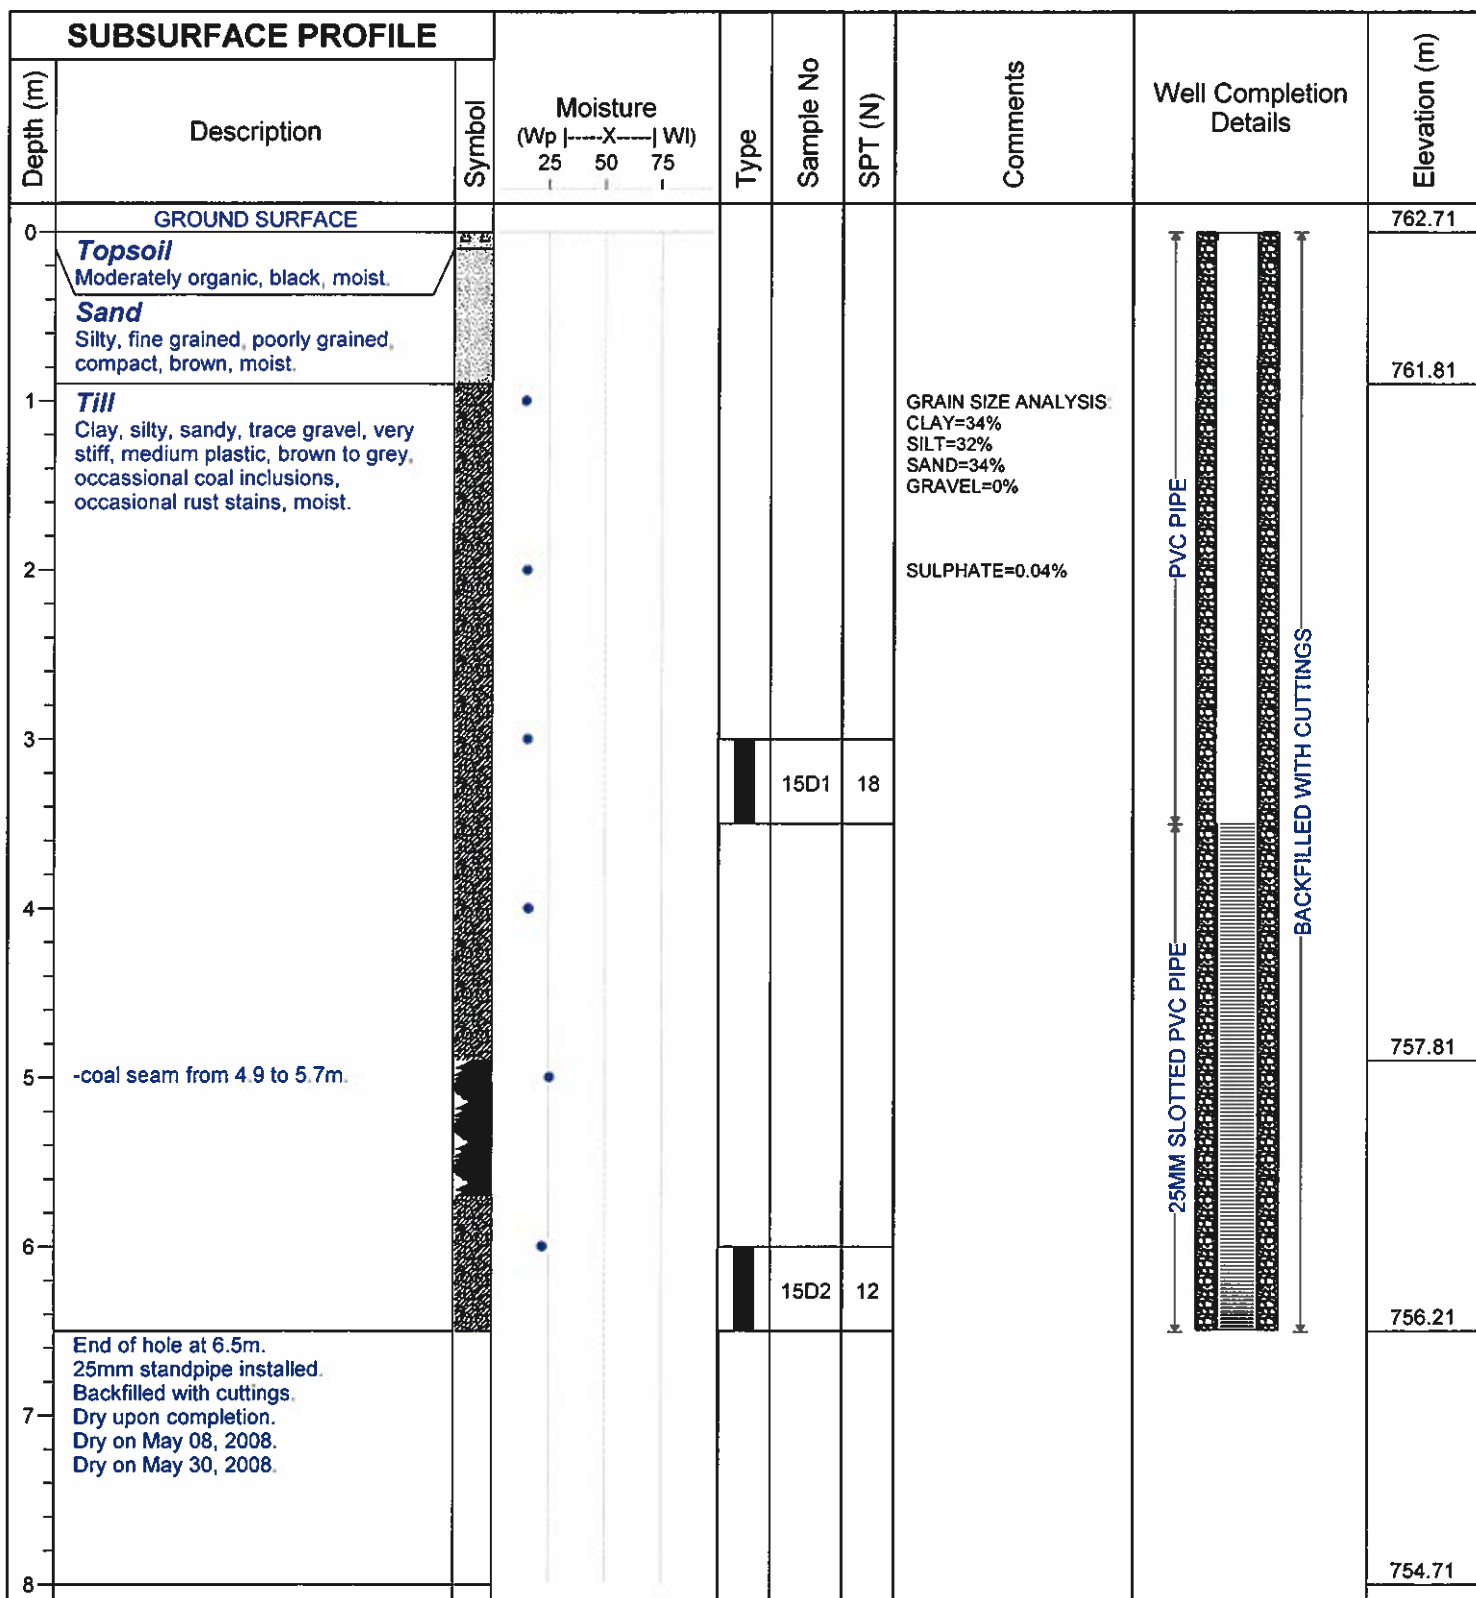 SUBSURFACE PROFILE
Depth (m)
Description
Symbol
Moisture
(Wp |-----X-----| Wl)
25 50 75
Type
Sample No
SPT (N)
Comments
Well Completion
Details
Elevation (m)
GROUND SURFACE
762.71
0
Topsoil
Moderately organic, black, moist.
Sand
Silty, fine grained, poorly grained,
compact, brown, moist.
761.81
1
Till
Clay, silty, sandy, trace gravel, very
stiff, medium plastic, brown to grey,
occassional coal inclusions,
occasional rust stains, moist.
GRAIN SIZE ANALYSIS:
CLAY=34%
SILT=32%
SAND=34%
GRAVEL=0%
PVC PIPE
2
SULPHATE=0.04%
BACKFILLED WITH CUTTINGS
3
15D1 18
4
25MM SLOTTED PVC PIPE
757.81
5
-coal seam from 4.9 to 5.7m.
6
15D2 12
756.21
End of hole at 6.5m.
25mm standpipe installed.
Backfilled with cuttings.
7
Dry upon completion.
Dry on May 08, 2008.
Dry on May 30, 2008.
754.71
8